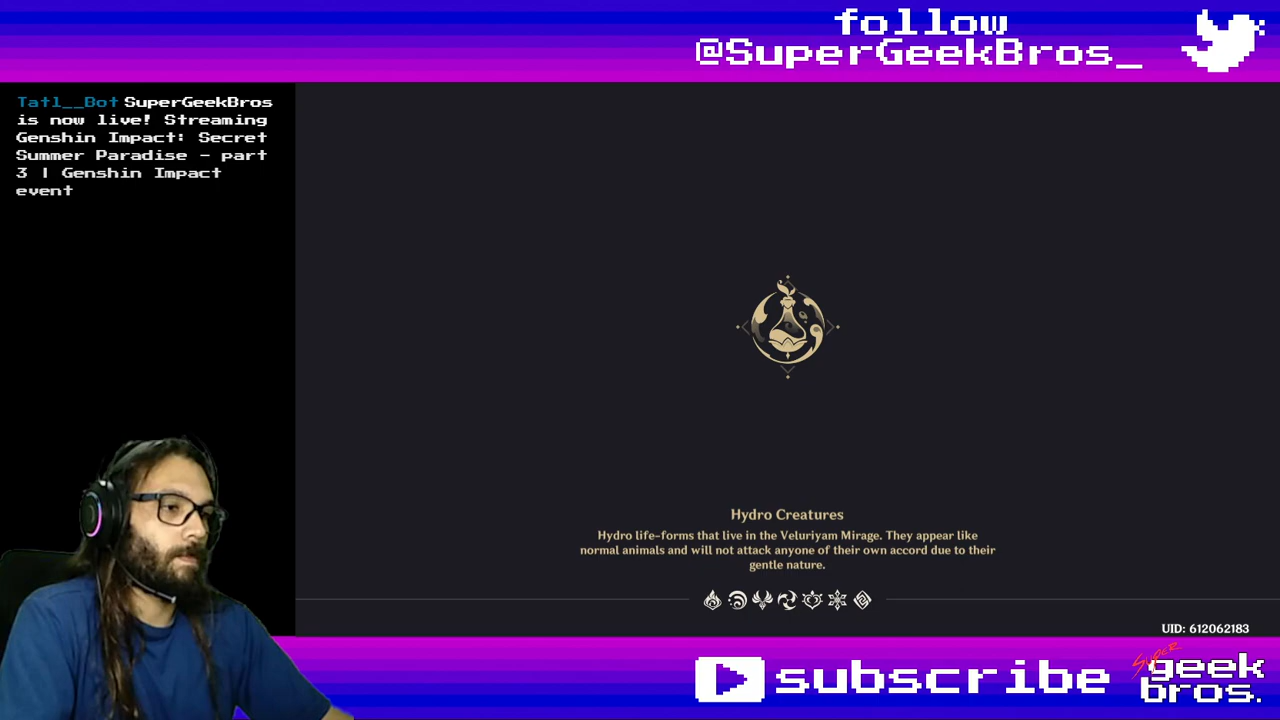 follow
@SuperGeekBros_
Tatl__Bot SuperGeekBros
is now live! Streaming
Genshin Impact: Secret
Summer Paradise - part
3 | Genshin Impact
event
Hydro Creatures
Hydro life-forms that live in the Veluriyam Mirage. They appear like
normal animals and will not attack anyone of their own accord due to their
gentle nature.
UID: 612062183
subscribe
SUPER
geek
bros.